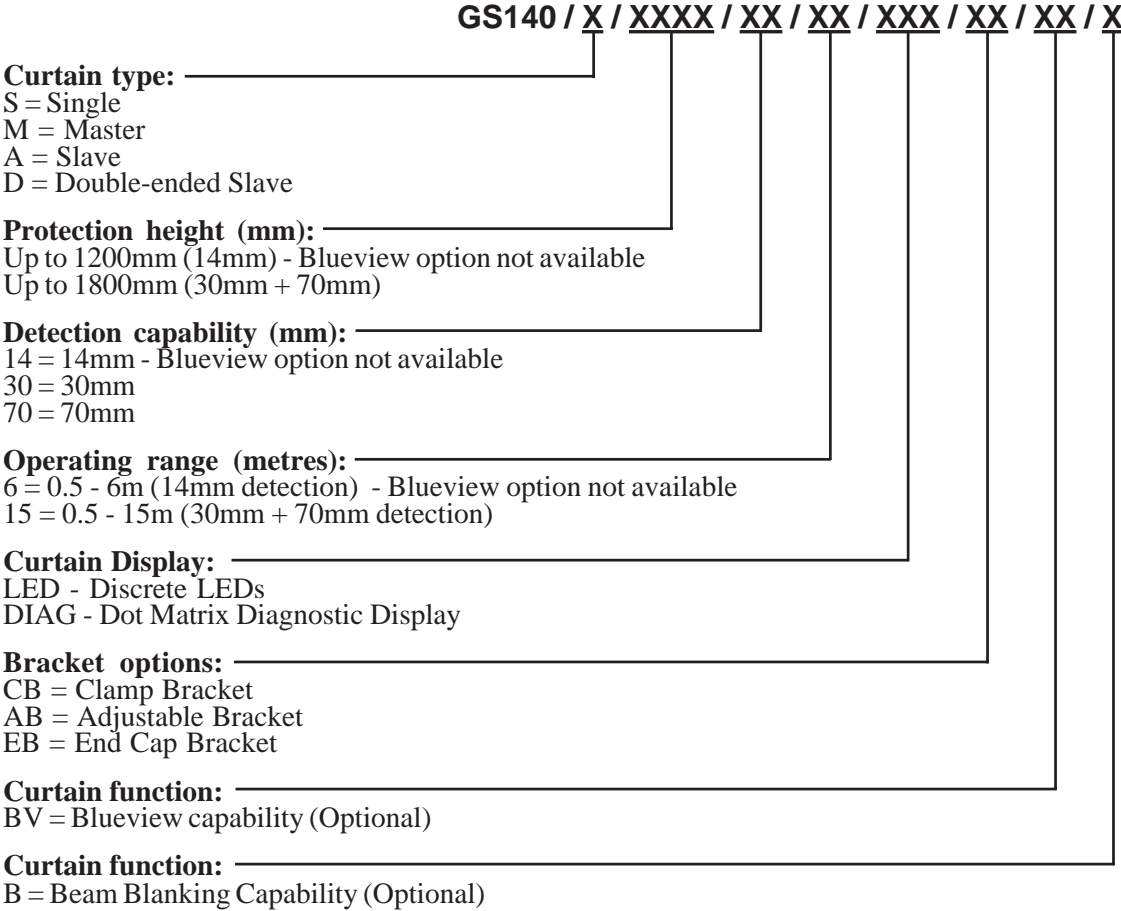 GS140 / X / XXXX / XX / XX / XXX / XX / XX / X
Curtain type:
S = Single
M = Master
A = Slave
D = Double-ended Slave
Protection height (mm):
Up to 1200mm (14mm) - Blueview option not available
Up to 1800mm (30mm + 70mm)
Detection capability (mm):
14 = 14mm - Blueview option not available
30 = 30mm
70 = 70mm
Operating range (metres):
6 = 0.5 - 6m (14mm detection) - Blueview option not available
15 = 0.5 - 15m (30mm + 70mm detection)
Curtain Display:
LED - Discrete LEDs
DIAG - Dot Matrix Diagnostic Display
Bracket options:
CB = Clamp Bracket
AB = Adjustable Bracket
EB = End Cap Bracket
Curtain function:
BV = Blueview capability (Optional)
Curtain function:
B = Beam Blanking Capability (Optional)